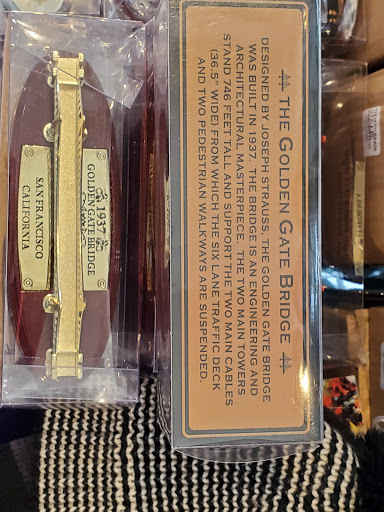 THE GOLDEN GATE BRIDGE
DESIGNED BY JOSEPH STRAUSS, THE GOLDEN GATE BRIDGE
WAS BUILT IN 1937. THE BRIDGE IS AN ENGINEERING AND
ARCHITECTURAL MASTERPIECE. THE TWO MAIN TOWERS
STAND 746 FEET TALL AND SUPPORT THE TWO MAIN CABLES
(36.5" WIDE) FROM WHICH THE SIX LANE TRAFFIC DECK
AND TWO PEDESTRIAN WALKWAYS ARE SUSPENDED.
1937
GOLDEN GATE BRIDGE
SAN FRANCISCO
CALIFORNIA